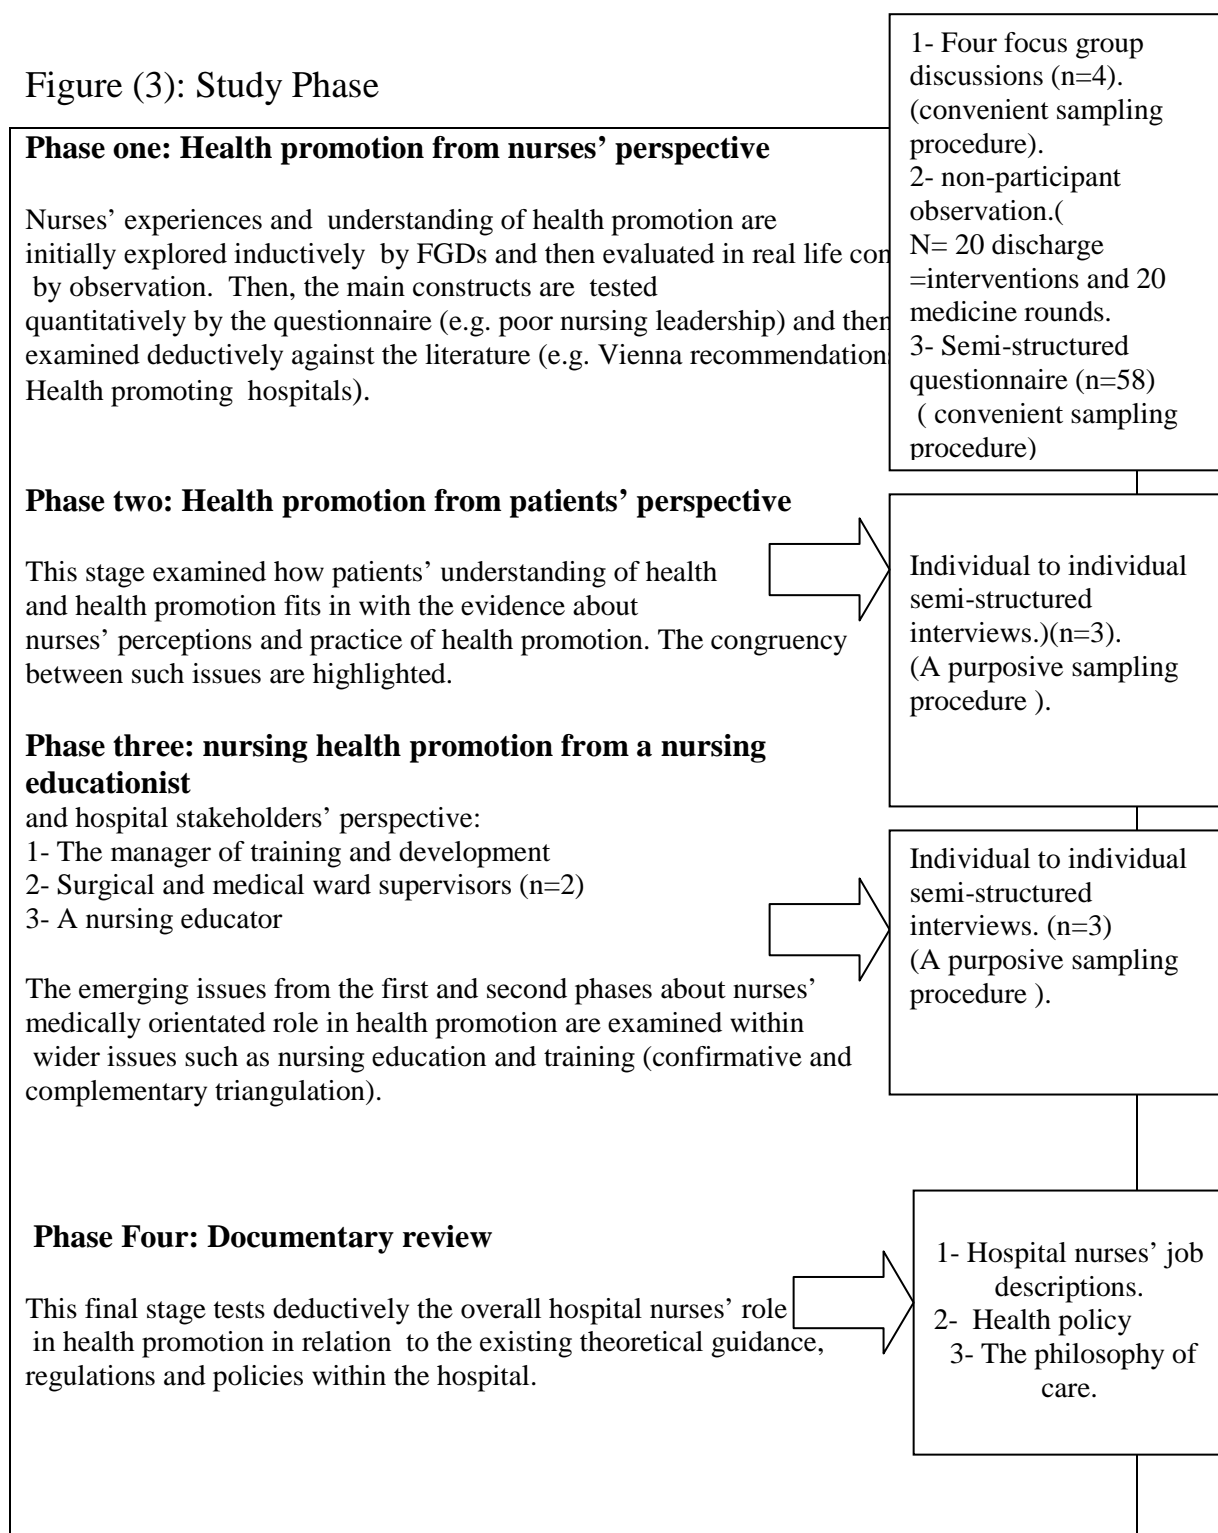 Figure (3): Study Phase
Phase one: Health promotion from nurses’ perspective
Nurses’ experiences and understanding of health promotion are
initially explored inductively by FGDs and then evaluated in real life con
by observation. Then, the main constructs are tested
quantitatively by the questionnaire (e.g. poor nursing leadership) and then
examined deductively against the literature (e.g. Vienna recommendation
Health promoting hospitals).
1- Four focus group
discussions (n=4).
(convenient sampling
procedure).
2- non-participant
observation.(
N= 20 discharge
=interventions and 20
medicine rounds.
3- Semi-structured
questionnaire (n=58)
( convenient sampling
procedure)
Phase two: Health promotion from patients’ perspective
This stage examined how patients’ understanding of health
and health promotion fits in with the evidence about
nurses’ perceptions and practice of health promotion. The congruency
between such issues are highlighted.
Individual to individual
semi-structured
interviews.)(n=3).
(A purposive sampling
procedure ).
Phase three: nursing health promotion from a nursing
educationist
and hospital stakeholders’ perspective:
1- The manager of training and development
2- Surgical and medical ward supervisors (n=2)
3- A nursing educator
The emerging issues from the first and second phases about nurses’
medically orientated role in health promotion are examined within
wider issues such as nursing education and training (confirmative and
complementary triangulation).
Individual to individual
semi-structured
interviews. (n=3)
(A purposive sampling
procedure ).
Phase Four: Documentary review
This final stage tests deductively the overall hospital nurses’ role
in health promotion in relation to the existing theoretical guidance,
regulations and policies within the hospital.
1- Hospital nurses’ job
descriptions.
2- Health policy
3- The philosophy of
care.